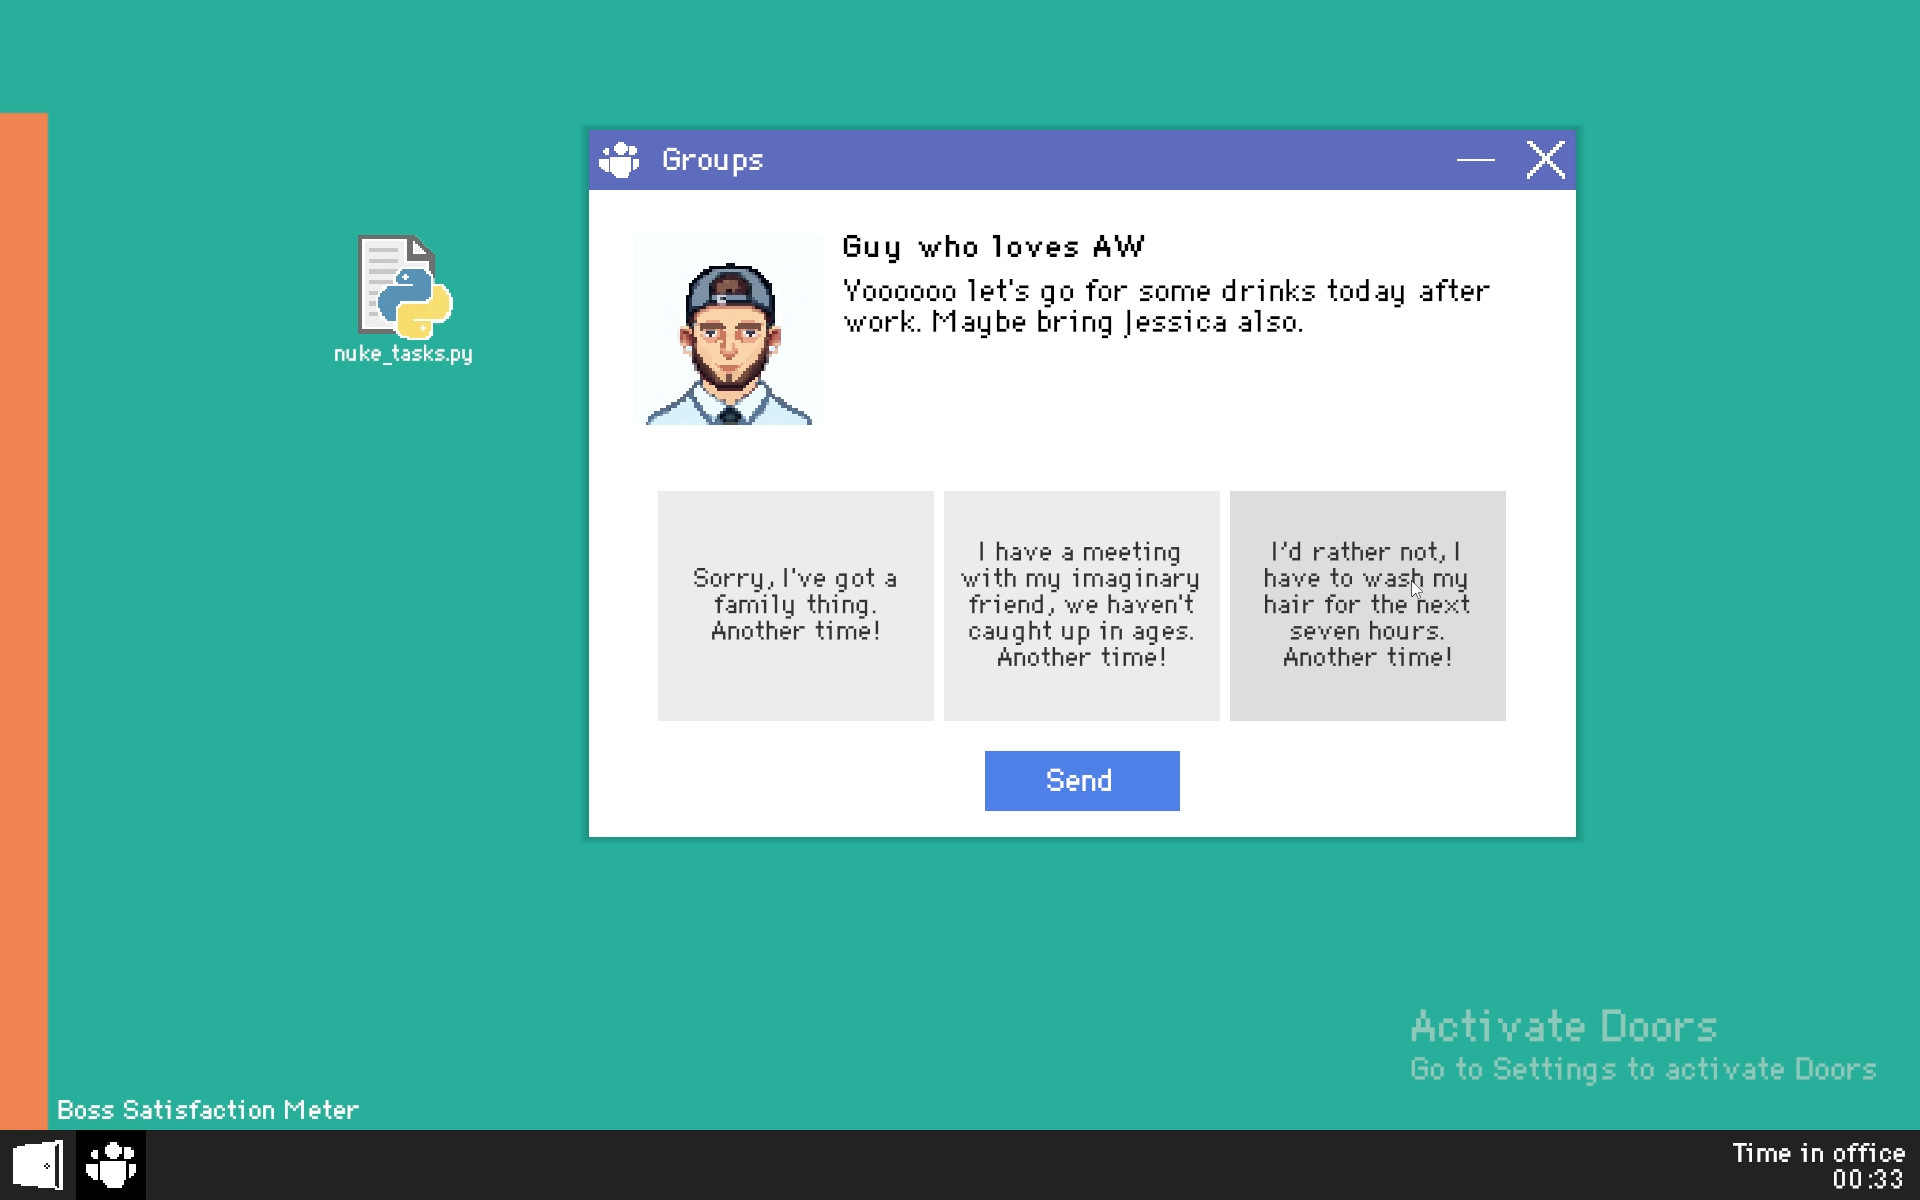 Groups
nuke_tasks.py
Guy who loves AW
Yoooooo let's go for some drinks today after
work. Maybe bring Jessica also.
Sorry, I've got a
family thing.
Another time!
I have a meeting
with my imaginary
friend, we haven't
caught up in ages.
Another time!
I'd rather not, I
have to wash my
hair for the next
seven hours.
Another time!
Send
Activate Doors
Go to Settings to activate Doors
Boss Satisfaction Meter
Time in office
00:33